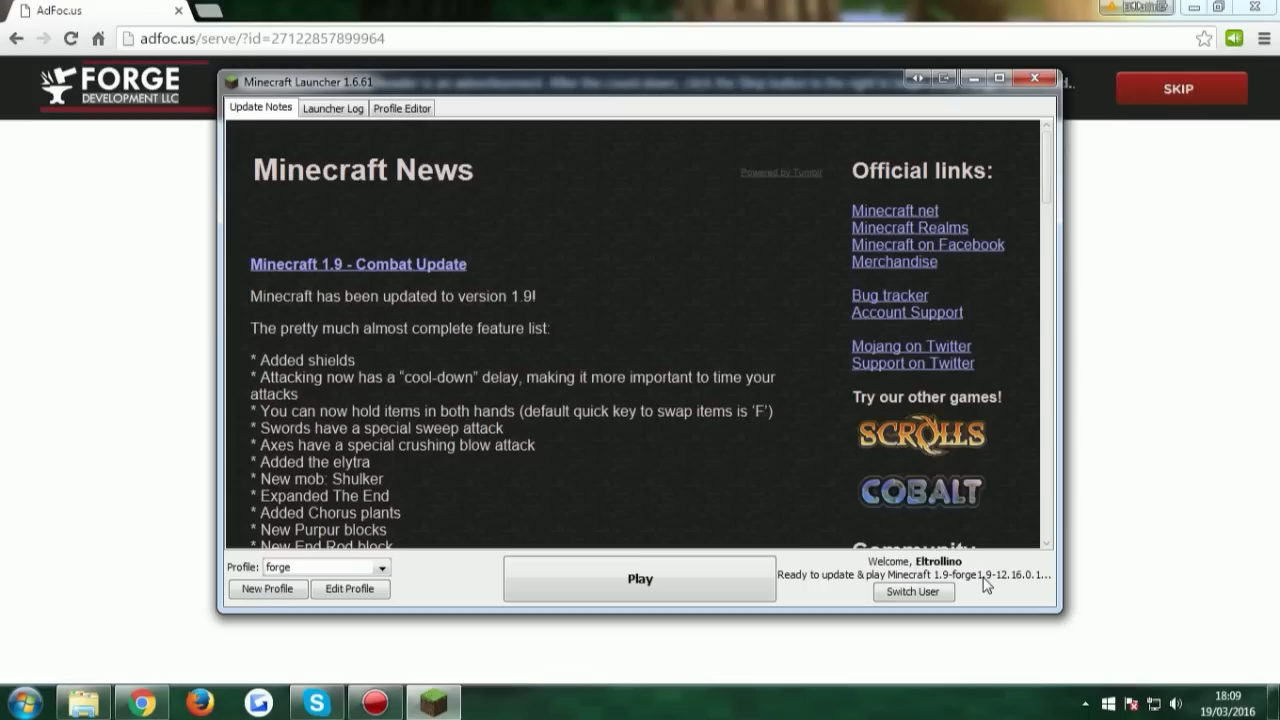 AdFoc.us
adfoc.us/serve/?id=27122857899964
FORGE
DEVELOPMENT LLC
SKIP
Minecraft Launcher 1.6.61
Update Notes
Launcher Log
Profile Editor
Minecraft News
Powered by Tumblr
Minecraft 1.9 - Combat Update
Minecraft has been updated to version 1.9!
The pretty much almost complete feature list:
* Added shields
* Attacking now has a “cool-down” delay, making it more important to time your
attacks
* You can now hold items in both hands (default quick key to swap items is ‘F’)
* Swords have a special sweep attack
* Axes have a special crushing blow attack
* Added the elytra
* New mob: Shulker
* Expanded The End
* Added Chorus plants
* New Purpur blocks
* New End Rod block
Official links:
Minecraft.net
Minecraft Realms
Minecraft on Facebook
Merchandise
Bug tracker
Account Support
Mojang on Twitter
Support on Twitter
Try our other games!
SCROLLS
COBALT
Community
Profile: forge
New Profile
Edit Profile
Play
Welcome, Eltrollino
Ready to update & play Minecraft 1.9-forge1.9-12.16.0.1...
Switch User
18:09
19/03/2016